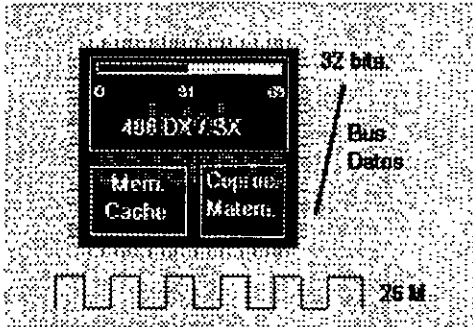 32 bits.
0 31 63
486 DX / SX
Bus
Datos
Mem.
Cache
Coproc.
Matem.
25 M